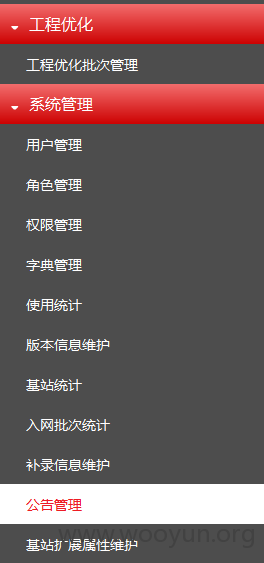 工程优化
工程优化批次管理
系统管理
用户管理
角色管理
权限管理
字典管理
使用统计
版本信息维护
基站统计
入网批次统计
补录信息维护
公告管理
www.wooyun.org
基站扩展属性维护